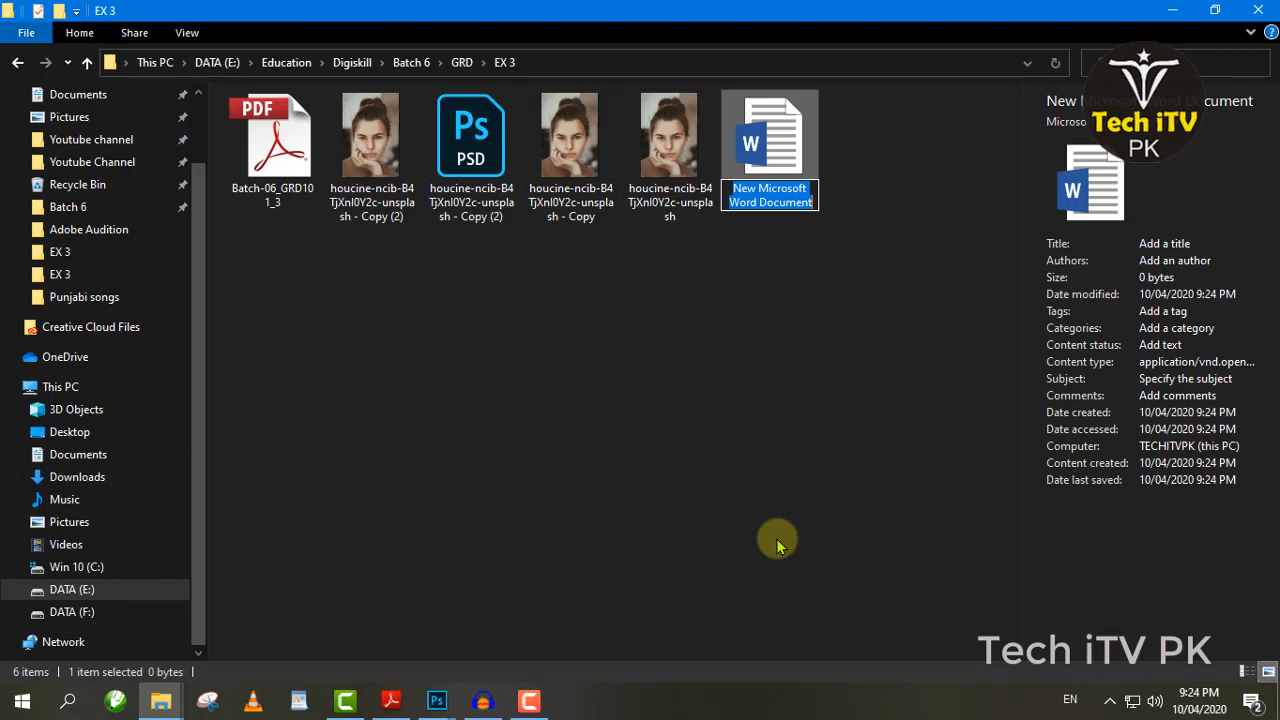 EX 3
File
Home
Share
View
This PC
DATA (E:)
Education
Digiskill
Batch 6
GRD
EX 3
Documents
Pictures
Youtube channel
Youtube Channel
Recycle Bin
Batch 6
Adobe Audition
EX 3
EX 3
Punjabi songs
Creative Cloud Files
OneDrive
This PC
3D Objects
Desktop
Documents
Downloads
Music
Pictures
Videos
Win 10 (C:)
DATA (E:)
DATA (F:)
Network
PDF
Batch-06_GRD10
1_3
houcine-ncib-B4
TjXnI0Y2c-unspla
sh - Copy (2)
Ps
PSD
houcine-ncib-B4
TjXnI0Y2c-unspla
sh - Copy (2)
houcine-ncib-B4
TjXnI0Y2c-unspla
sh - Copy
houcine-ncib-B4
TjXnI0Y2c-unspla
sh
W
New Microsoft
Word Document
Tech iTV
PK
W
Title: Add a title
Authors: Add an author
Size: 0 bytes
Date modified: 10/04/2020 9:24 PM
Tags: Add a tag
Categories: Add a category
Content status: Add text
Content type: application/vnd.open...
Subject: Specify the subject
Comments: Add comments
Date created: 10/04/2020 9:24 PM
Date accessed: 10/04/2020 9:24 PM
Computer: TECHITVPK (this PC)
Content created: 10/04/2020 9:24 PM
Date last saved: 10/04/2020 9:24 PM
Tech iTV PK
6 items
1 item selected 0 bytes
Ps
EN
9:24 PM
10/04/2020
2